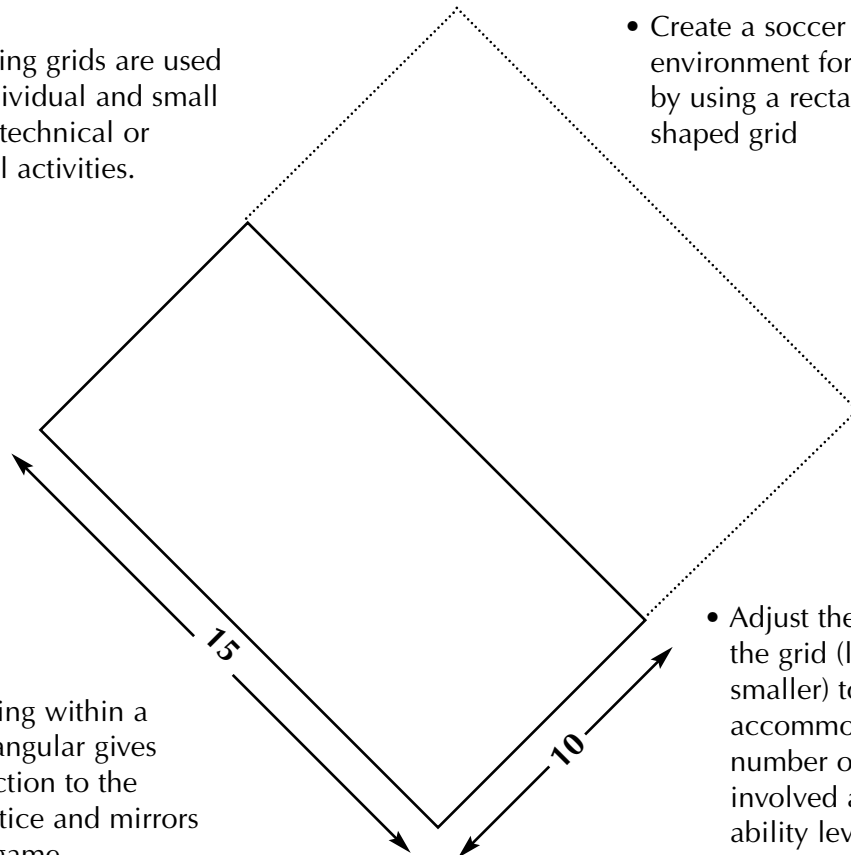 ing grids are used
ividual and small
technical or
l activities.
• Create a soccer
environment for
by using a recta
shaped grid
15
10
• Adjust the
the grid (l
smaller) to
accommo
number o
involved a
ability lev
ing within a
angular gives
ction to the
tice and mirrors
game